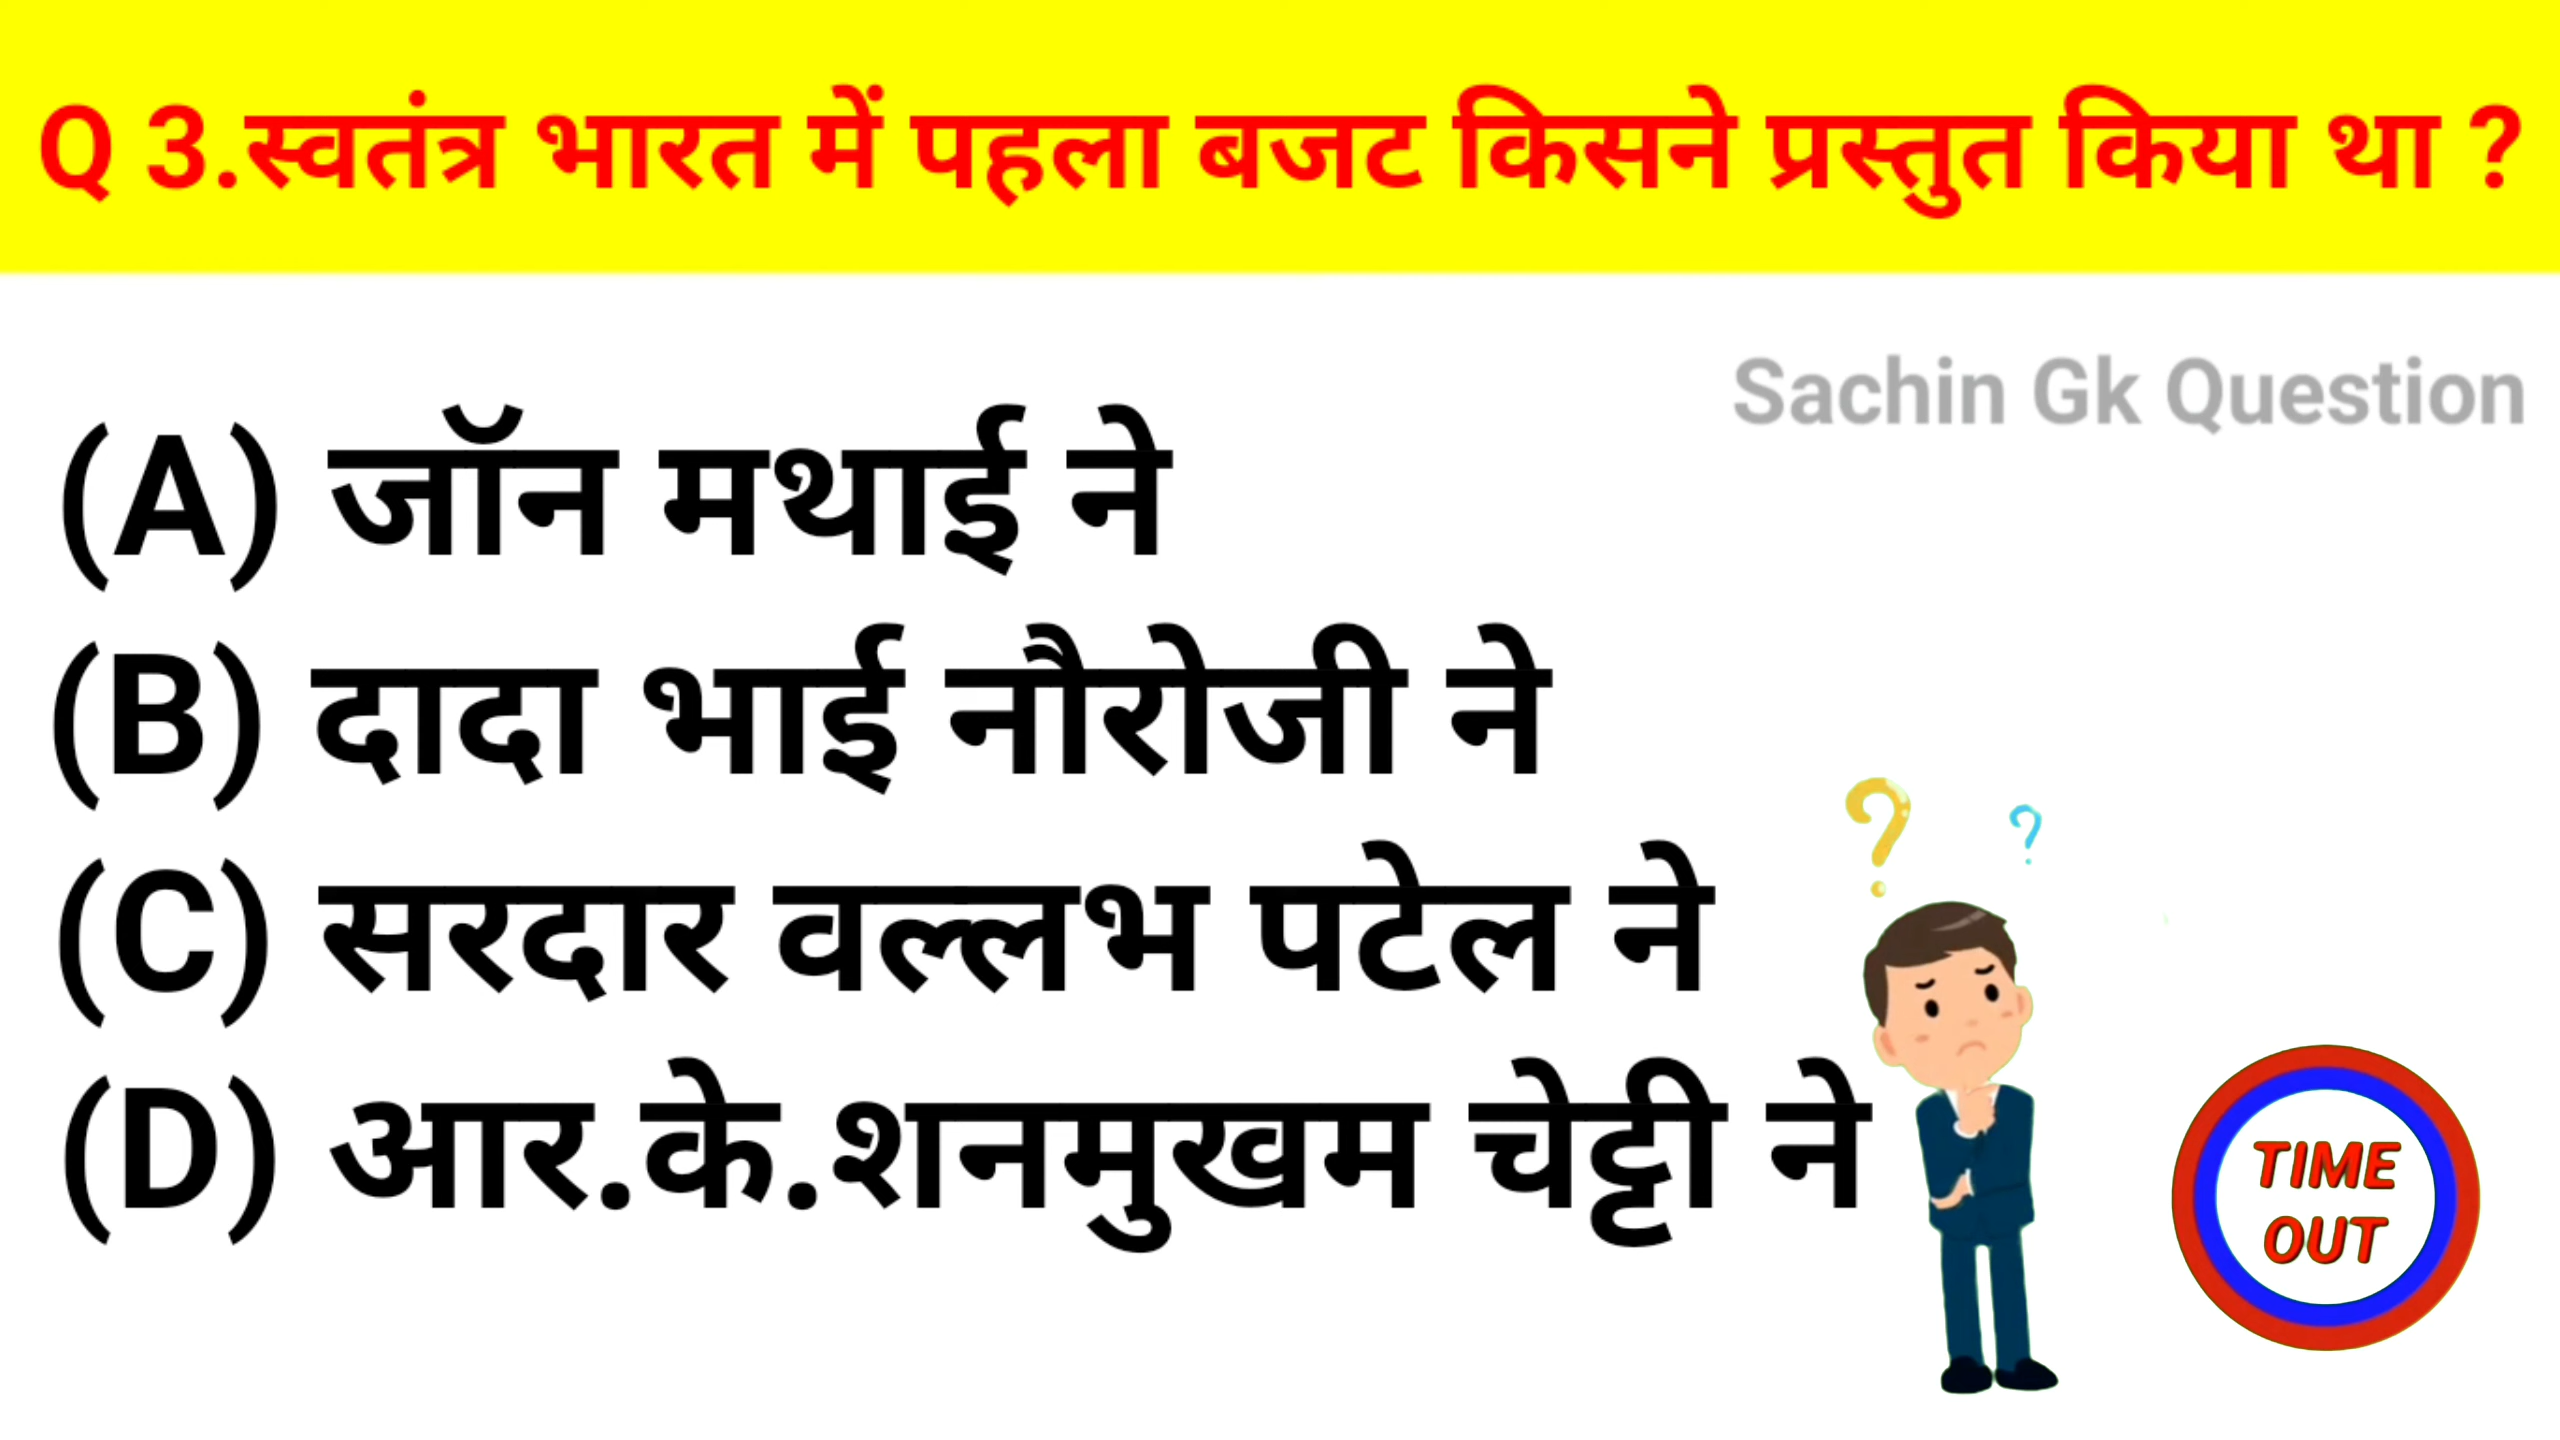 Q 3.स्वतंत्र भारत में पहला बजट किसने प्रस्तुत किया था ?
Sachin Gk Question
(A) जॉन मथाई ने
(B) दादा भाई नौरोजी ने
(C) सरदार वल्लभ पटेल ने
(D) आर.के.शनमुखम चेट्टी ने
?
?
TIME
OUT